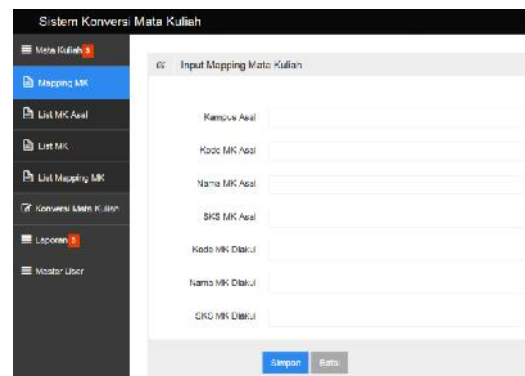 Sistem Konversi Mata Kuliah
Mata Kuliah 3
Mapping MK
List MK Asal
List MK
List Mapping MK
Konversi Mata Kuliah
Laporan 3
Master User
Input Mapping Mata Kuliah
Kampus Asal
Kode MK Asal
Nama MK Asal
SKS MK Asal
Kode MK Diakui
Nama MK Diakui
SKS MK Diakui
Simpan Batal